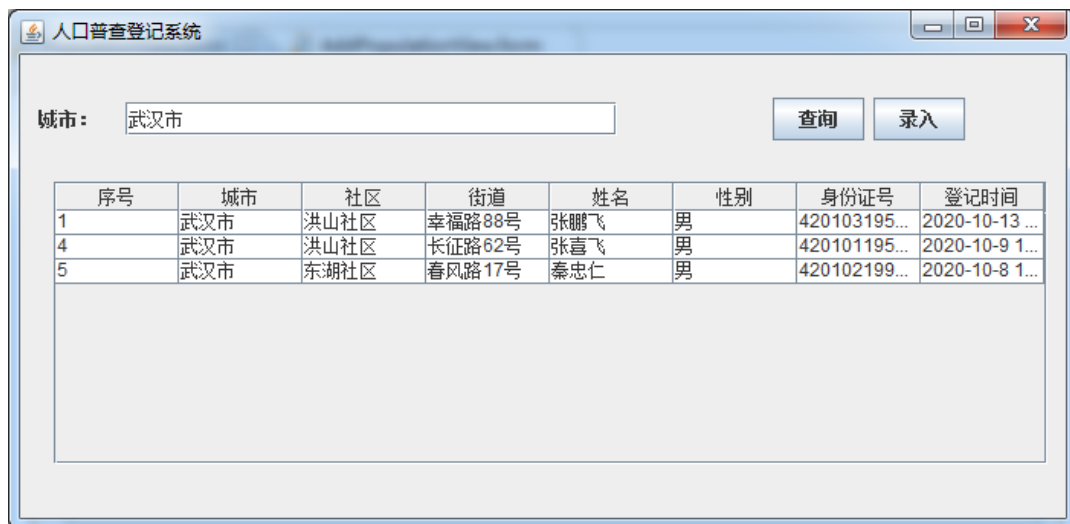 人口普查登记系统
城市： 武汉市 查询 录入
序号 城市 社区 街道 姓名 性别 身份证号 登记时间
1 武汉市 洪山社区 幸福路88号 张鹏飞 男 420103195... 2020-10-13 ...
4 武汉市 洪山社区 长征路62号 张喜飞 男 420101195... 2020-10-9 1...
5 武汉市 东湖社区 春风路17号 秦忠仁 男 420102199... 2020-10-8 1...